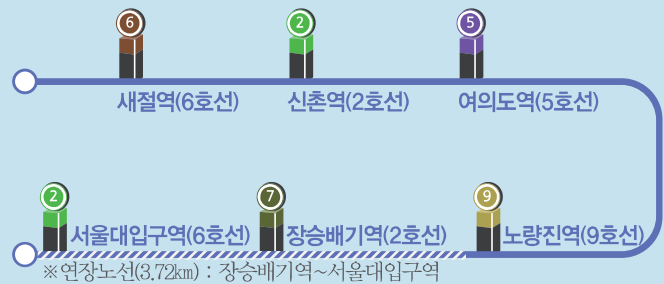 6 2 5
새절역(6호선) 신촌역(2호선) 여의도역(5호선)
2 7 9
서울대입구역(6호선) 장승배기역(2호선) 노량진역(9호선)
※연장노선(3.72km) : 장승배기역~서울대입구역